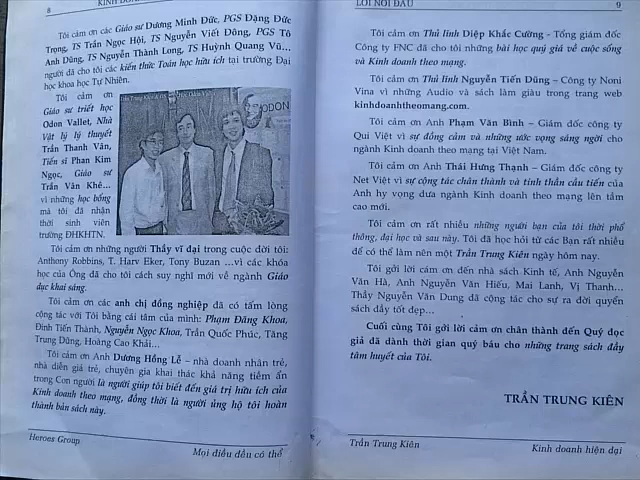 8
KINH DOAN
Tôi cảm ơn các Giáo sư Dương Minh Đức, PGS Đặng Đức
Trọng, TS Trần Ngọc Hội, TS Nguyễn Viết Dông, PGS Tô
Anh Dũng, TS Nguyễn Thành Long, TS Huỳnh Quang Vũ...
người đã cho tôi các kiến thức Toán học hữu ích tại trường Đại
học khoa học Tự Nhiên.
Tôi cảm ơn
Giáo sư triết học
Odon Vallet, Nhà
Vật lý lý thuyết
Trần Thanh Vân,
Tiến sĩ Phan Kim
Ngọc, Giáo sư
Trần Văn Khê...
vì những học bổng
mà tôi đã nhận
thời sinh viên
trường ĐHKHTN.
Tôi cảm ơn những người Thầy vĩ đại trong cuộc đời tôi:
Anthony Robbins, T. Harv Eker, Tony Buzan ...vì các khóa
học của Ông đã cho tôi cách suy nghĩ mới về ngành Giáo
dục khai sáng.
Tôi cảm ơn các anh chị đồng nghiệp đã có tấm lòng
cộng tác với Tôi bằng cái tâm của mình: Phạm Đăng Khoa,
Đinh Tiến Thành, Nguyễn Ngọc Khoa, Trần Quốc Phúc, Tăng
Trung Dũng, Hoàng Cao Khải...
Tôi cảm ơn Anh Dương Hồng Lễ – nhà doanh nhân trẻ,
nhà diễn giả trẻ, chuyên gia khai thác khả năng tiềm ẩn
trong Con người là người giúp tôi biết đến giá trị hữu ích của
Kinh doanh theo mạng, đồng thời là người ủng hộ tôi hoàn
thành bản sách này.
Heroes Group
Mọi điều đều có thể
LỜI NÓI ĐẦU
9
Tôi cảm ơn Thủ lĩnh Diệp Khắc Cường – Tổng giám đốc
Công ty FNC đã cho tôi những bài học quý giá về cuộc sống
và Kinh doanh theo mạng.
Tôi cảm ơn Thủ lĩnh Nguyễn Tiến Dũng – Công ty Noni
Vina vì những Audio và sách làm giàu trong trang web
kinhdoanhtheomang.com.
Tôi cảm ơn Anh Phạm Văn Bình – Giám đốc công ty
Qui Việt vì sự đồng cảm và những ước vọng sáng ngời cho
ngành Kinh doanh theo mạng tại Việt Nam.
Tôi cảm ơn Anh Thái Hưng Thạnh – Giám đốc công ty
Net Việt vì sự cộng tác chân thành và tinh thần cầu tiến của
Anh hy vọng đưa ngành Kinh doanh theo mạng lên tầm
cao mới.
Tôi cảm ơn rất nhiều những người bạn của tôi thời phổ
thông, đại học và sau này. Tôi đã học hỏi từ các Bạn rất nhiều
để có thể làm nên một Trần Trung Kiên ngày hôm nay.
Tôi gửi lời cám ơn đến nhà sách Kinh tế, Anh Nguyễn
Văn Hà, Anh Nguyễn Văn Hiếu, Mai Lanh, Vị Thanh...
Thầy Nguyễn Văn Dung đã cộng tác cho sự ra đời quyển
sách đầy tốt đẹp...
Cuối cùng Tôi gởi lời cám ơn chân thành đến Quý đọc
giả đã dành thời gian quý báu cho những trang sách đầy
tâm huyết của Tôi.
TRẦN TRUNG KIÊN
Trần Trung Kiên
Kinh doanh hiện đại